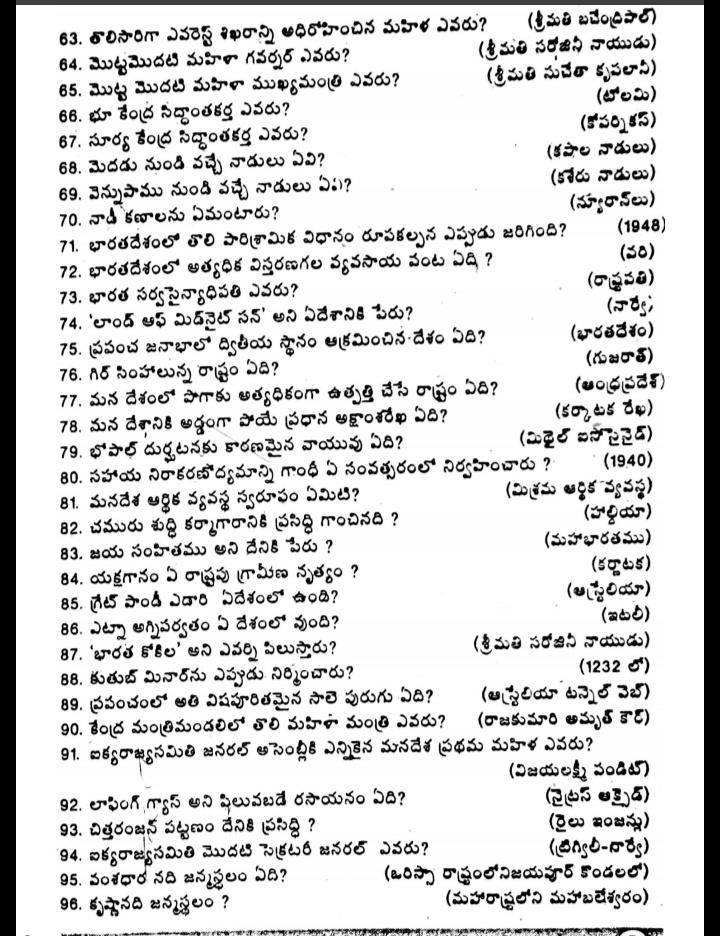 63. తొలిసారిగా ఎవరెస్ట్ శిఖరాన్ని అధిరోహించిన మహిళ ఎవరు? (శ్రీమతి బచేంద్రిపాల్)
64. మొట్టమొదటి మహిళా గవర్నర్ ఎవరు? (శ్రీమతి సరోజినీ నాయుడు)
65. మొట్ట మొదటి మహిళా ముఖ్యమంత్రి ఎవరు? (శ్రీమతి సుచేతా కృపలానీ)
66. భూ కేంద్ర సిద్ధాంతకర్త ఎవరు? (టోలమి)
67. సూర్య కేంద్ర సిద్ధాంతకర్త ఎవరు? (కోపర్నికస్)
68. మెదడు నుండి వచ్చే నాడులు ఏవి? (కపాల నాడులు)
69. వెన్నుపాము నుండి వచ్చే నాడులు ఏవి? (కశేరు నాడులు)
70. నాడీ కణాలను ఏమంటారు? (న్యూరాన్‌లు)
71. భారతదేశంలో తొలి పారిశ్రామిక విధానం రూపకల్పన ఎప్పుడు జరిగింది? (1948)
72. భారతదేశంలో అత్యధిక విస్తరణగల వ్యవసాయ పంట ఏది ? (వరి)
73. భారత సర్వసైన్యాధిపతి ఎవరు? (రాష్ట్రపతి)
74. 'లాండ్ ఆఫ్ మిడ్‌నైట్ సన్' అని ఏదేశానికి పేరు? (నార్వే)
75. ప్రపంచ జనాభాలో ద్వితీయ స్థానం ఆక్రమించిన దేశం ఏది? (భారతదేశం)
76. గిర్ సింహాలున్న రాష్ట్రం ఏది? (గుజరాత్)
77. మన దేశంలో పొగాకు అత్యధికంగా ఉత్పత్తి చేసే రాష్ట్రం ఏది? (ఆంధ్రప్రదేశ్)
78. మన దేశానికి అడ్డంగా పోయే ప్రధాన అక్షాంశరేఖ ఏది? (కర్కాటక రేఖ)
79. భోపాల్ దుర్ఘటనకు కారణమైన వాయువు ఏది? (మిథైల్ ఐసోసైనైడ్)
80. సహాయ నిరాకరణోద్యమాన్ని గాంధీ ఏ సంవత్సరంలో నిర్వహించారు ? (1940)
81. మనదేశ ఆర్థిక వ్యవస్థ స్వరూపం ఏమిటి? (మిశ్రమ ఆర్థిక వ్యవస్థ)
82. చమురు శుద్ధి కర్మాగారానికి ప్రసిద్ధి గాంచినది ? (హాల్దియా)
83. జయ సంహితము అని దేనికి పేరు ? (మహాభారతము)
84. యక్షగానం ఏ రాష్ట్రపు గ్రామీణ నృత్యం ? (కర్ణాటక)
85. గ్రేట్ పాండీ ఎడారి ఏదేశంలో ఉండి? (ఆస్ట్రేలియా)
86. ఎట్నా అగ్నిపర్వతం ఏ దేశంలో వుంది? (ఇటలీ)
87. 'భారత కోకిల' అని ఎవర్ని పిలుస్తారు? (శ్రీమతి సరోజినీ నాయుడు)
88. కుతుబ్ మినార్‌ను ఎప్పుడు నిర్మించారు? (1232 లో)
89. ప్రపంచంలో అతి విషపూరితమైన సాలె పురుగు ఏది? (ఆస్ట్రేలియా టన్నెల్ వెబ్)
90. కేంద్ర మంత్రిమండలిలో తొలి మహిళా మంత్రి ఎవరు? (రాజకుమారి అమృత్ కౌర్)
91. ఐక్యరాజ్యసమితి జనరల్ అసెంబ్లీకి ఎన్నికైన మనదేశ ప్రథమ మహిళ ఎవరు?
(విజయలక్ష్మీ పండిట్)
92. లాఫింగ్ గ్యాస్ అని పిలువబడే రసాయనం ఏది? (నైట్రస్ ఆక్సైడ్)
93. చిత్తరంజన్ పట్టణం దేనికి ప్రసిద్ధి ? (రైలు ఇంజన్లు)
94. ఐక్యరాజ్యసమితి మొదటి సెక్రటరీ జనరల్ ఎవరు? (ట్రిగ్విలీ-నార్వే)
95. వంశధార నది జన్మస్థలం ఏది? (ఒరిస్సా రాష్ట్రంలోనిజయపూర్ కొండలలో)
96. కృష్ణానది జన్మస్థలం ? (మహారాష్ట్రలోని మహాబలేశ్వరం)